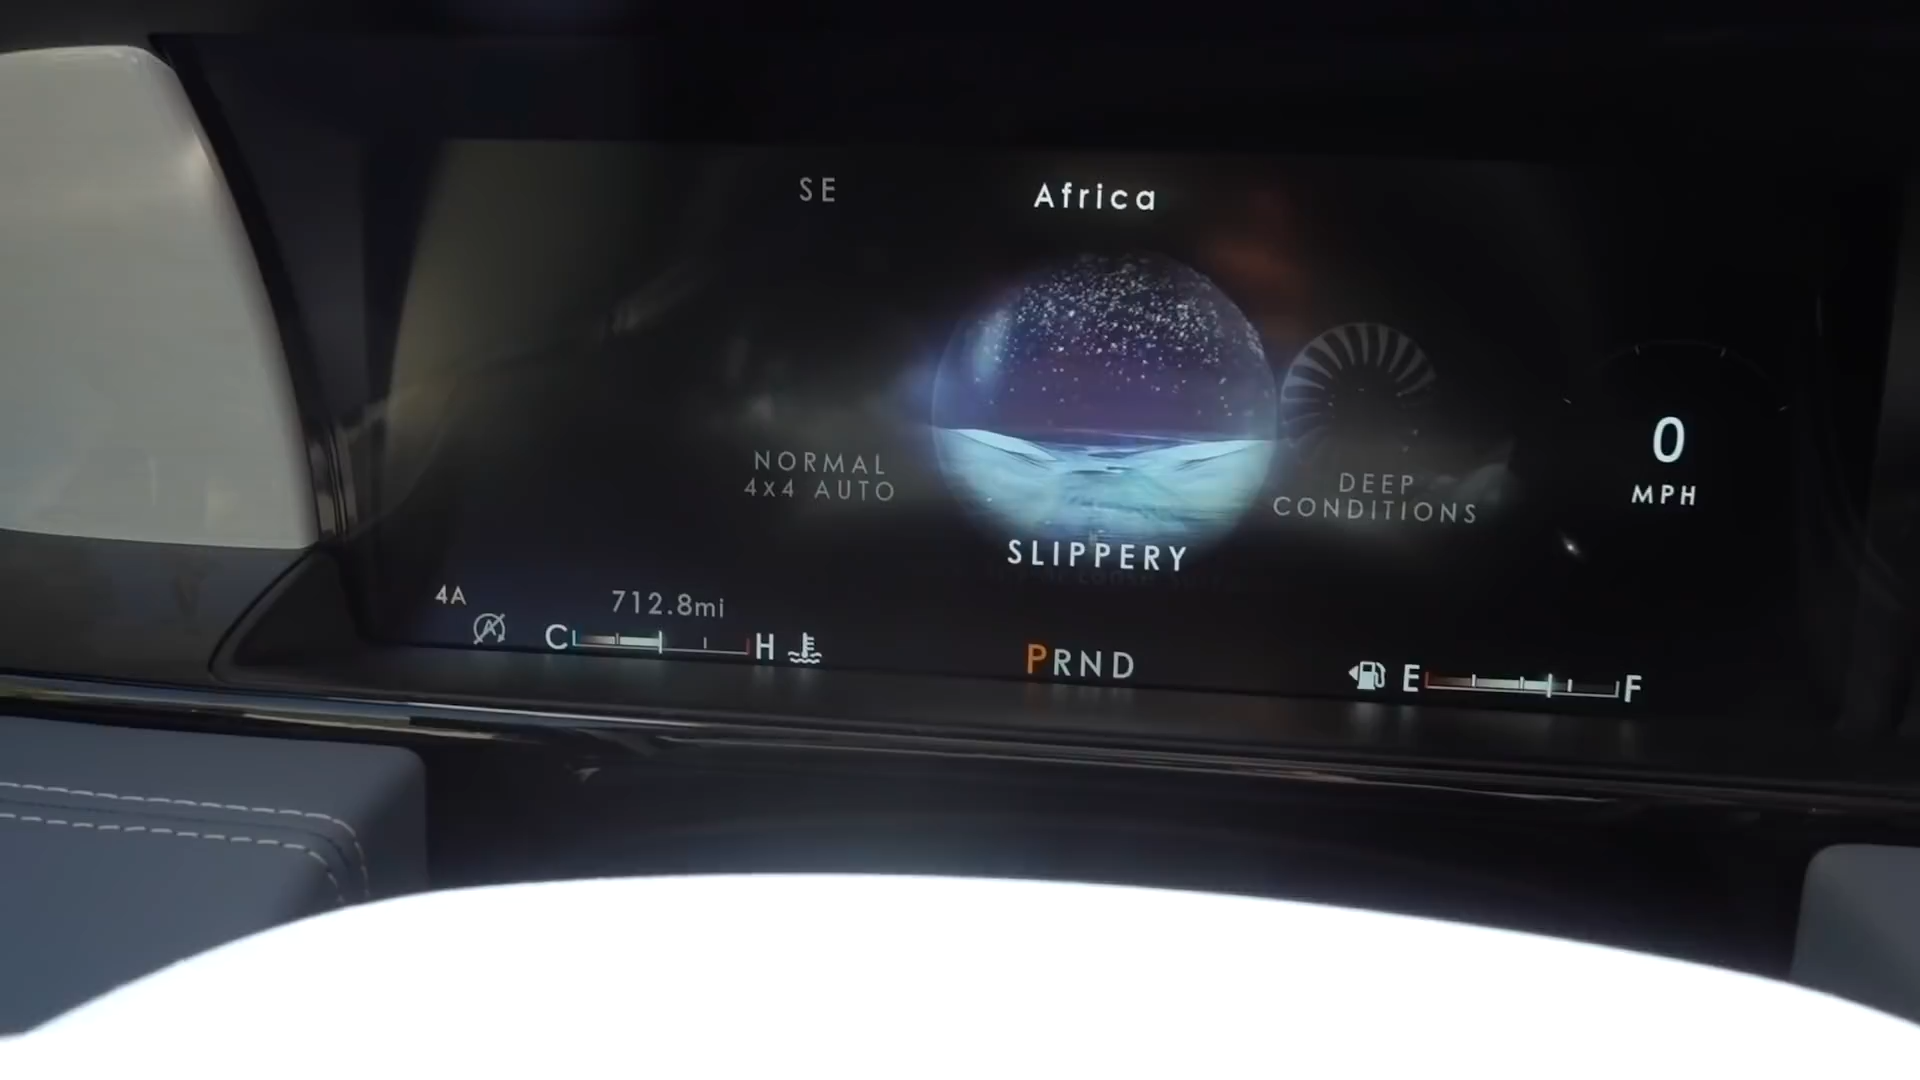 SE
Africa
NORMAL
4x4 AUTO
DEEP
CONDITIONS
0
MPH
SLIPPERY
4A
712.8mi
A
C
H
PRND
E
F